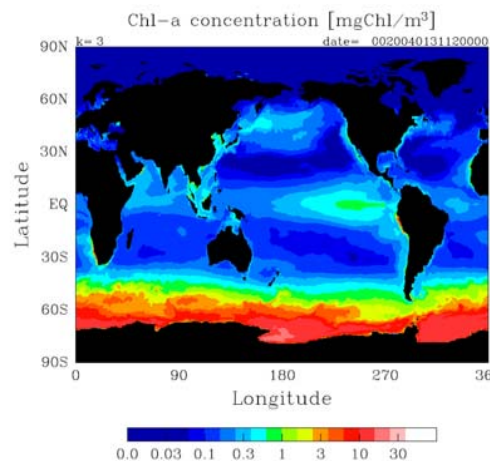 Chl-a concentration [mgChl/m³]
k= 3 date= 0020040131120000
90N
60N
30N
EQ
30S
60S
90S
Latitude
0 90 180 270 36
Longitude
0.0 0.03 0.1 0.3 1 3 10 30